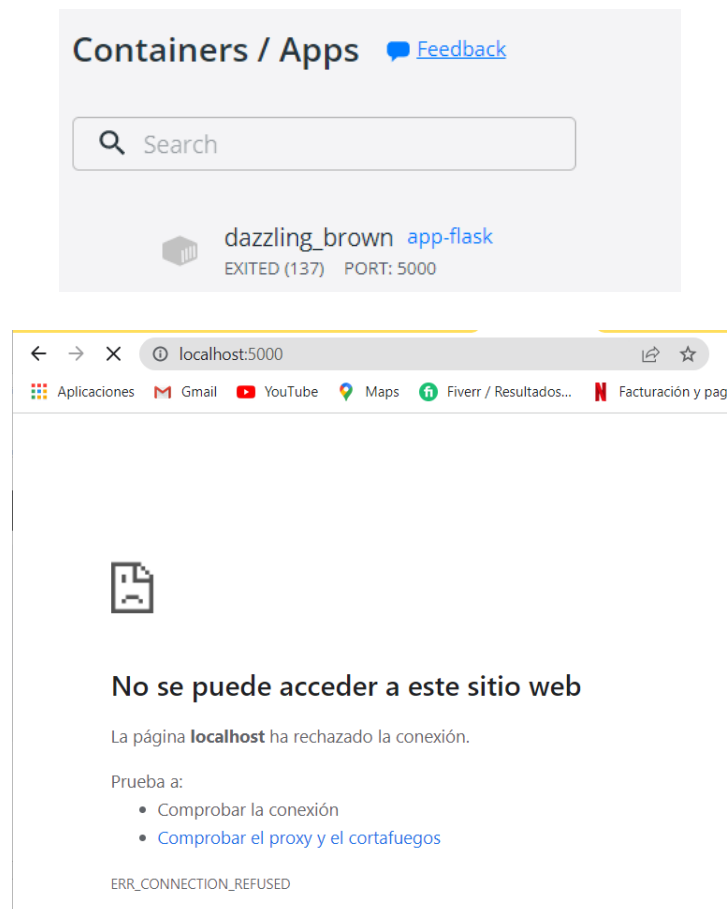 Containers / Apps Feedback
Search
dazzling_brown app-flask
EXITED (137) PORT: 5000
localhost:5000
Aplicaciones Gmail YouTube Maps Fiverr / Resultados... Facturación y pag
No se puede acceder a este sitio web
La página localhost ha rechazado la conexión.
Prueba a:
Comprobar la conexión
Comprobar el proxy y el cortafuegos
ERR_CONNECTION_REFUSED